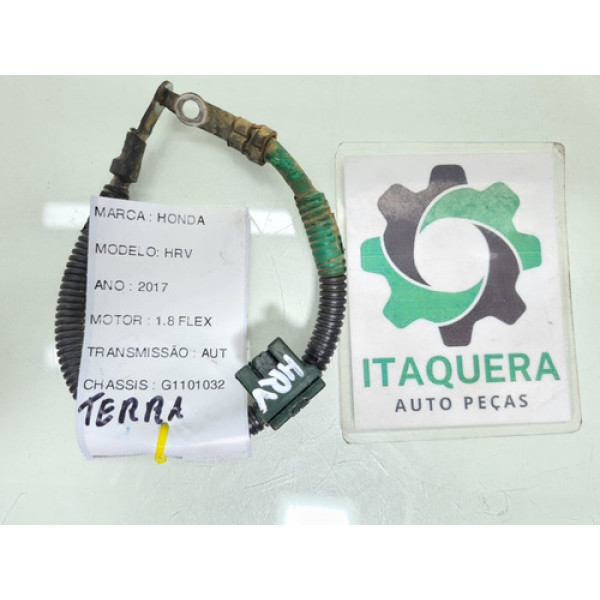 MARCA : HONDA
MODELO: HRV
ANO : 2017
MOTOR : 1.8 FLEX
TRANSMISSÃO : AUT
CHASSIS : G1101032
TERRA
HRV
ITAQUERA
AUTO PEÇAS